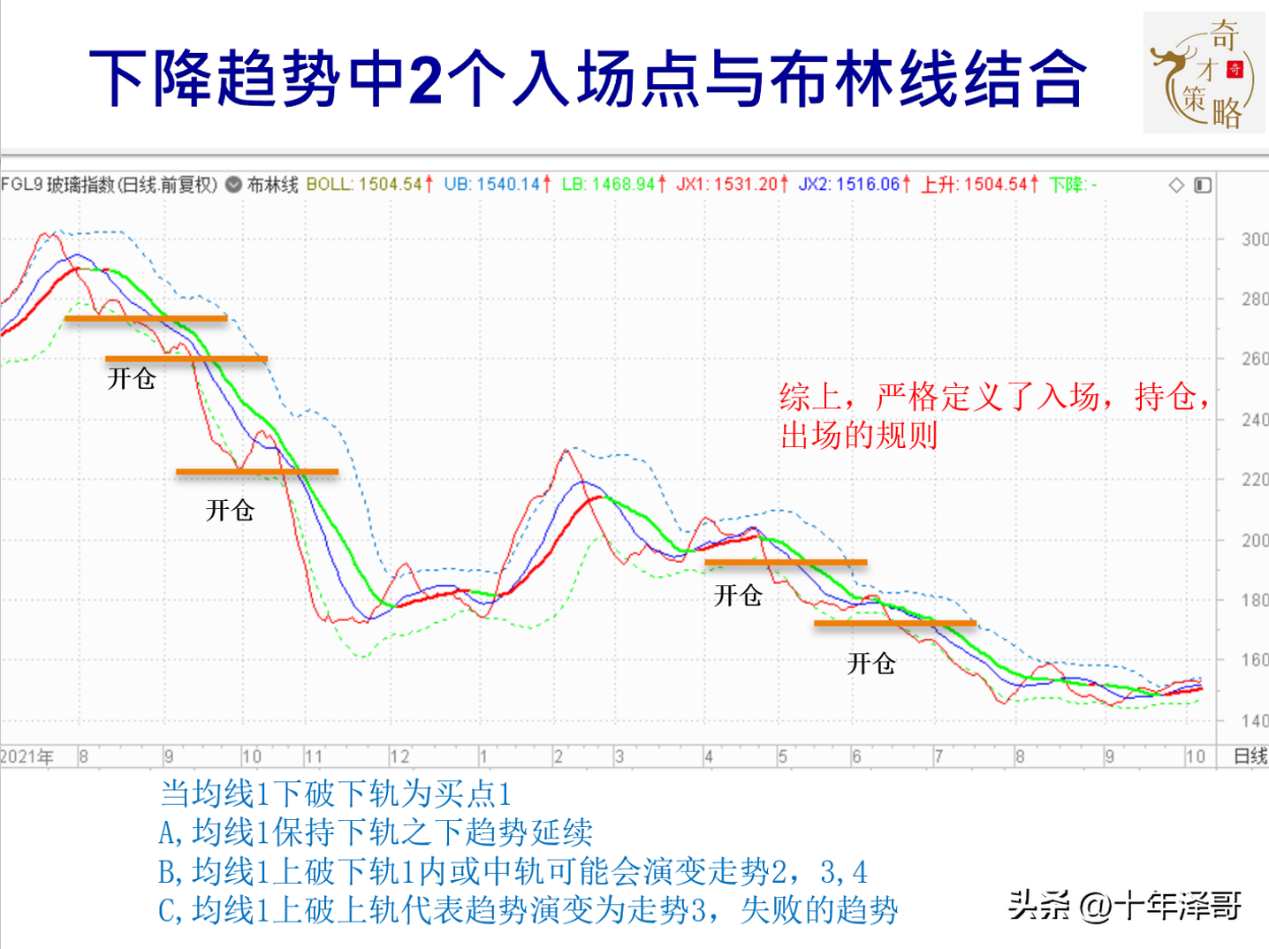 下降趋势中2个入场点与布林线结合
奇
才 奇
策
略
FGL9 玻璃指数(日线.前复权) 布林线 BOLL: 1504.54↑ UB: 1540.14↑ LB: 1468.94↑ JX1: 1531.20↑ JX2: 1516.06↑ 上升: 1504.54↑ 下降: -
300
280
260
开仓
综上，严格定义了入场，持仓，
240
出场的规则
220
开仓
200
开仓
180
开仓
160
140
2021年 8 9 10 11 12 1 2 3 4 5 6 7 8 9 10 日线
当均线1下破下轨为买点1
A,均线1保持下轨之下趋势延续
B,均线1上破下轨1内或中轨可能会演变走势2，3,4
C,均线1上破上轨代表趋势演变为走势3，失败的趋势
头条 @十年泽哥